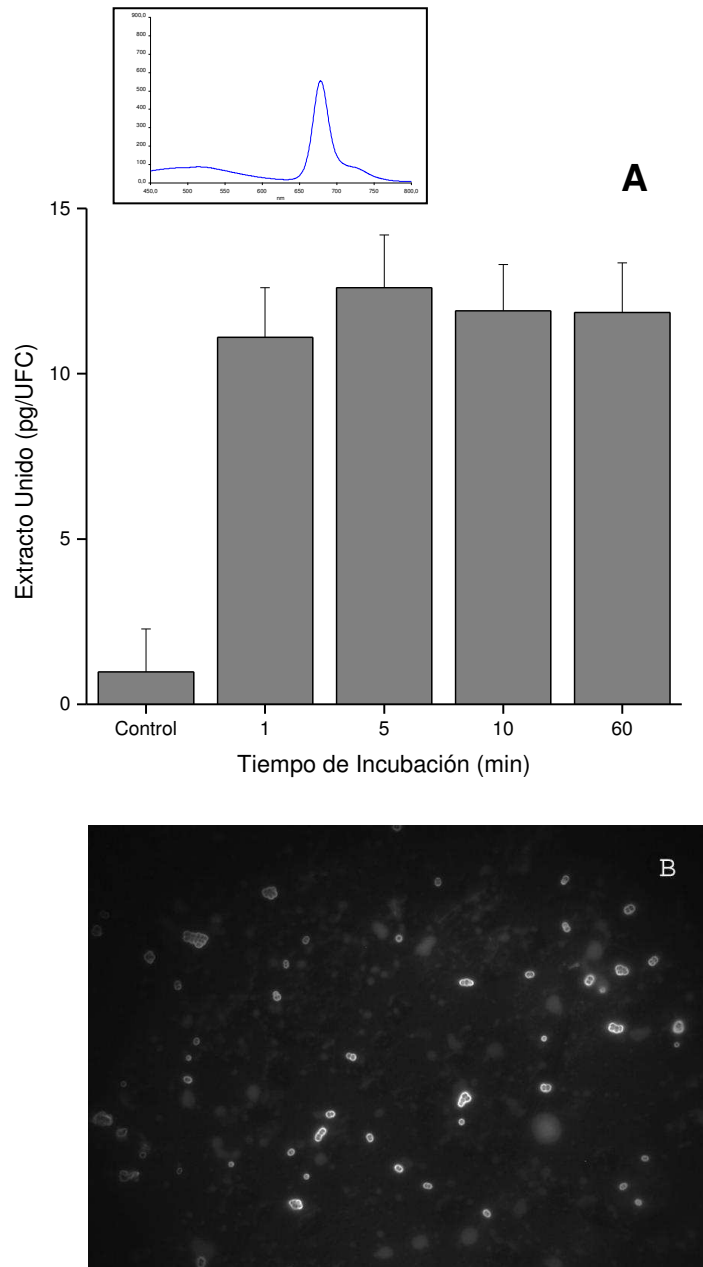 900,0
800
700
600
500
400
300
200
100
0,0
450,0 500 550 600 650 700 750 800,0
nm
A
15
10
5
0
Extracto Unido (pg/UFC)
Control 1 5 10 60
Tiempo de Incubación (min)
B